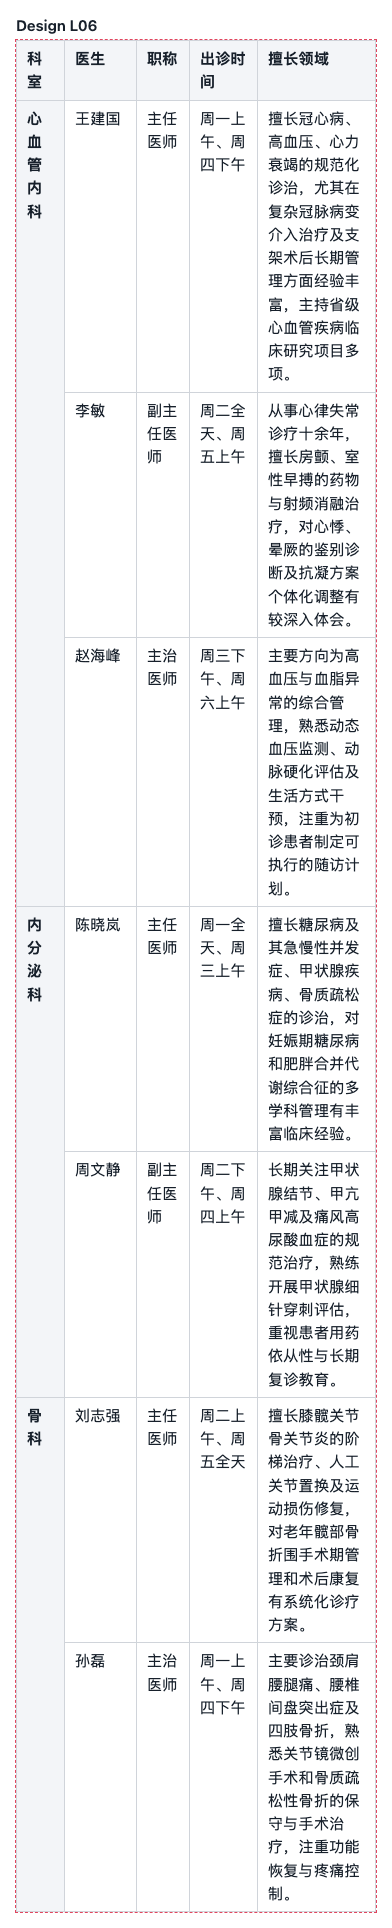 Design L06
科
室
医生
职称
出诊时
间
擅长领域
心
血
管
内
科
王建国
主任
医师
周一上
午、周
四下午
擅长冠心病、
高血压、心力
衰竭的规范化
诊治，尤其在
复杂冠脉病变
介入治疗及支
架术后长期管
理方面经验丰
富，主持省级
心血管疾病临
床研究项目多
项。
李敏
副主
任医
师
周二全
天、周
五上午
从事心律失常
诊疗十余年，
擅长房颤、室
性早搏的药物
与射频消融治
疗，对心悸、
晕厥的鉴别诊
断及抗凝方案
个体化调整有
较深入体会。
赵海峰
主治
医师
周三下
午、周
六上午
主要方向为高
血压与血脂异
常的综合管
理，熟悉动态
血压监测、动
脉硬化评估及
生活方式干
预，注重为初
诊患者制定可
执行的随访计
划。
内
分
泌
科
陈晓岚
主任
医师
周一全
天、周
三上午
擅长糖尿病及
其急慢性并发
症、甲状腺疾
病、骨质疏松
症的诊治，对
妊娠期糖尿病
和肥胖合并代
谢综合征的多
学科管理有丰
富临床经验。
周文静
副主
任医
师
周二下
午、周
四上午
长期关注甲状
腺结节、甲亢
甲减及痛风高
尿酸血症的规
范治疗，熟练
开展甲状腺细
针穿刺评估，
重视患者用药
依从性与长期
复诊教育。
骨
科
刘志强
主任
医师
周二上
午、周
五全天
擅长膝髋关节
骨关节炎的阶
梯治疗、人工
关节置换及运
动损伤修复，
对老年髋部骨
折围手术期管
理和术后康复
有系统化诊疗
方案。
孙磊
主治
医师
周一上
午、周
四下午
主要诊治颈肩
腰腿痛、腰椎
间盘突出症及
四肢骨折，熟
悉关节镜微创
手术和骨质疏
松性骨折的保
守与手术治
疗，注重功能
恢复与疼痛控
制。